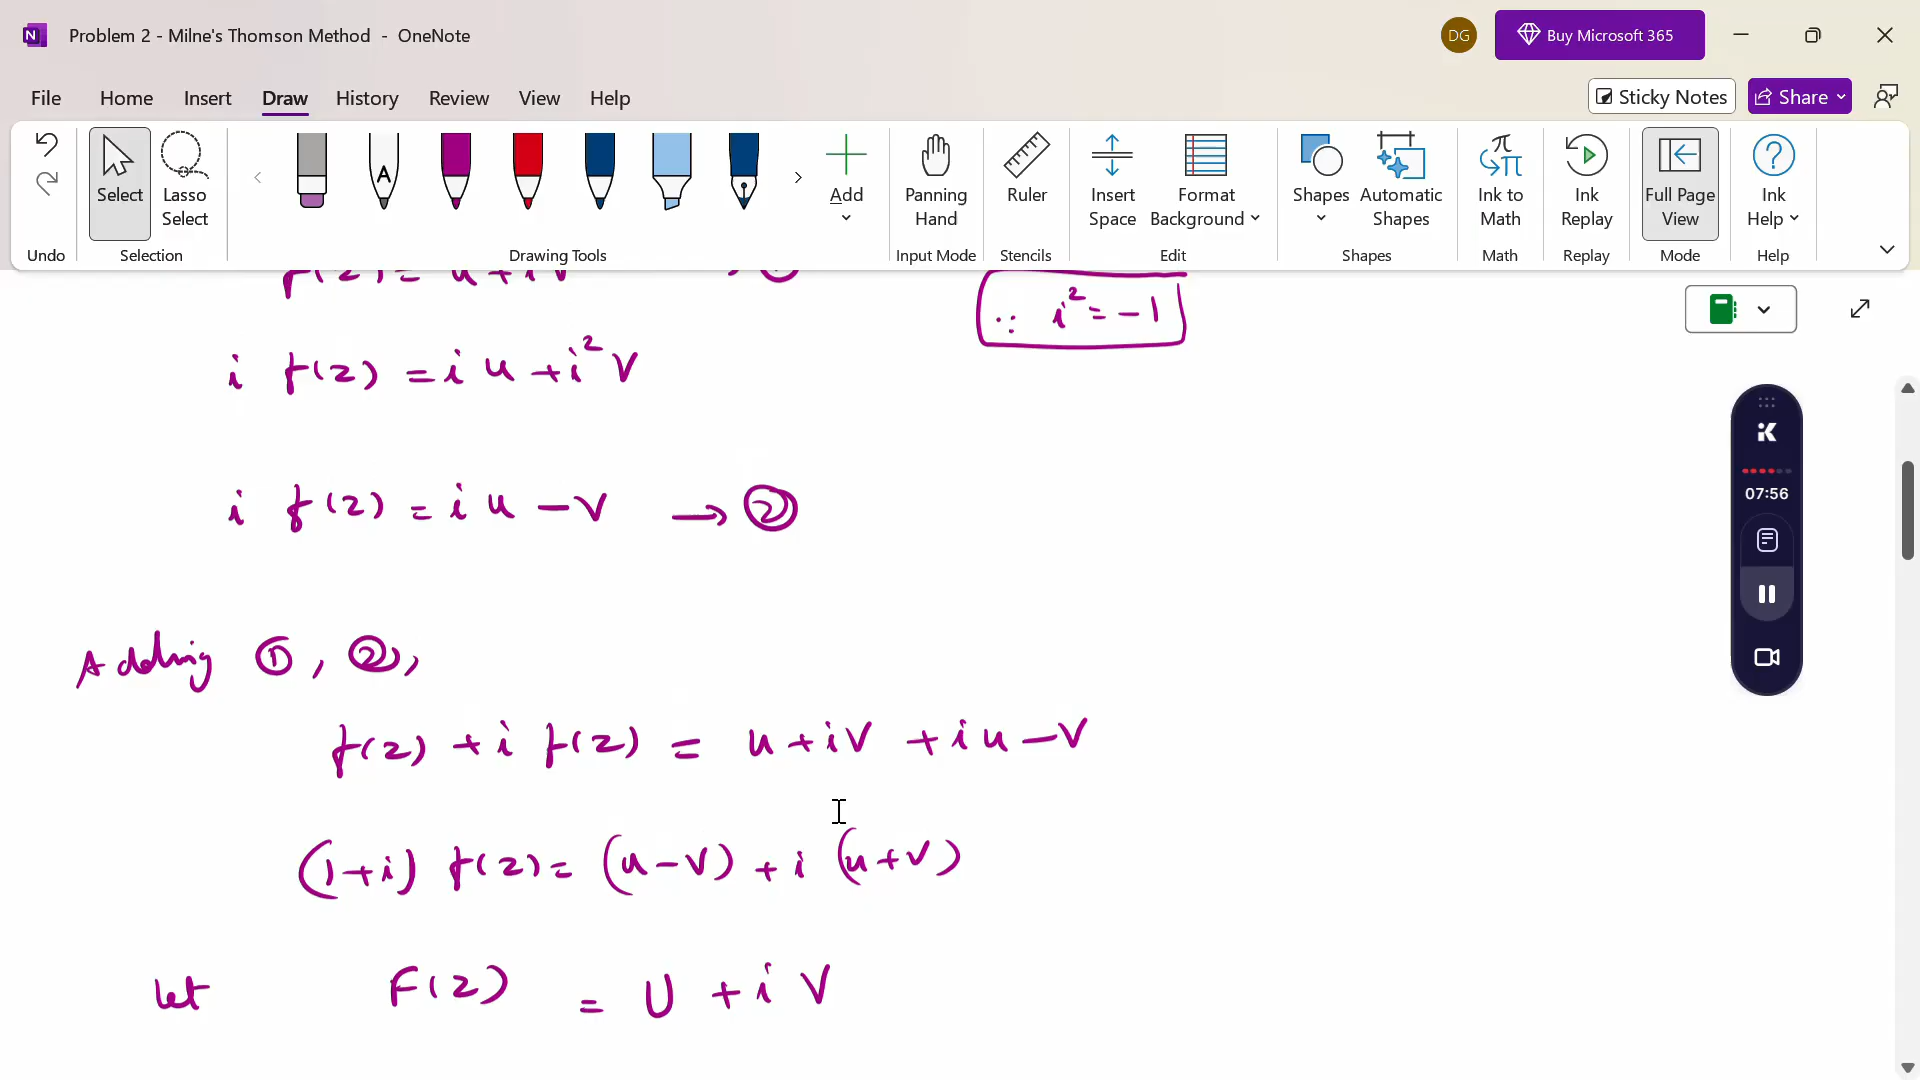 Problem 2 - Milne's Thomson Method - OneNote
DG
Buy Microsoft 365
File Home Insert Draw History Review View Help
Sticky Notes Share
Select
Lasso Select
A
Add
Panning Hand
Ruler
Insert Space
Format Background
Shapes
Automatic Shapes
Ink to Math
Ink Replay
Full Page View
Ink Help
Undo Selection Drawing Tools Input Mode Stencils Edit Shapes Math Replay Mode Help
f(z) = u + iv → ①
∵ i² = -1
i f(z) = i u + i² v
i f(z) = i u - v → ②
07:56
Adding ①, ②,
f(z) + i f(z) = u + iv + iu - v
(1+i) f(z) = (u - v) + i (u + v)
let F(z) = U + i V